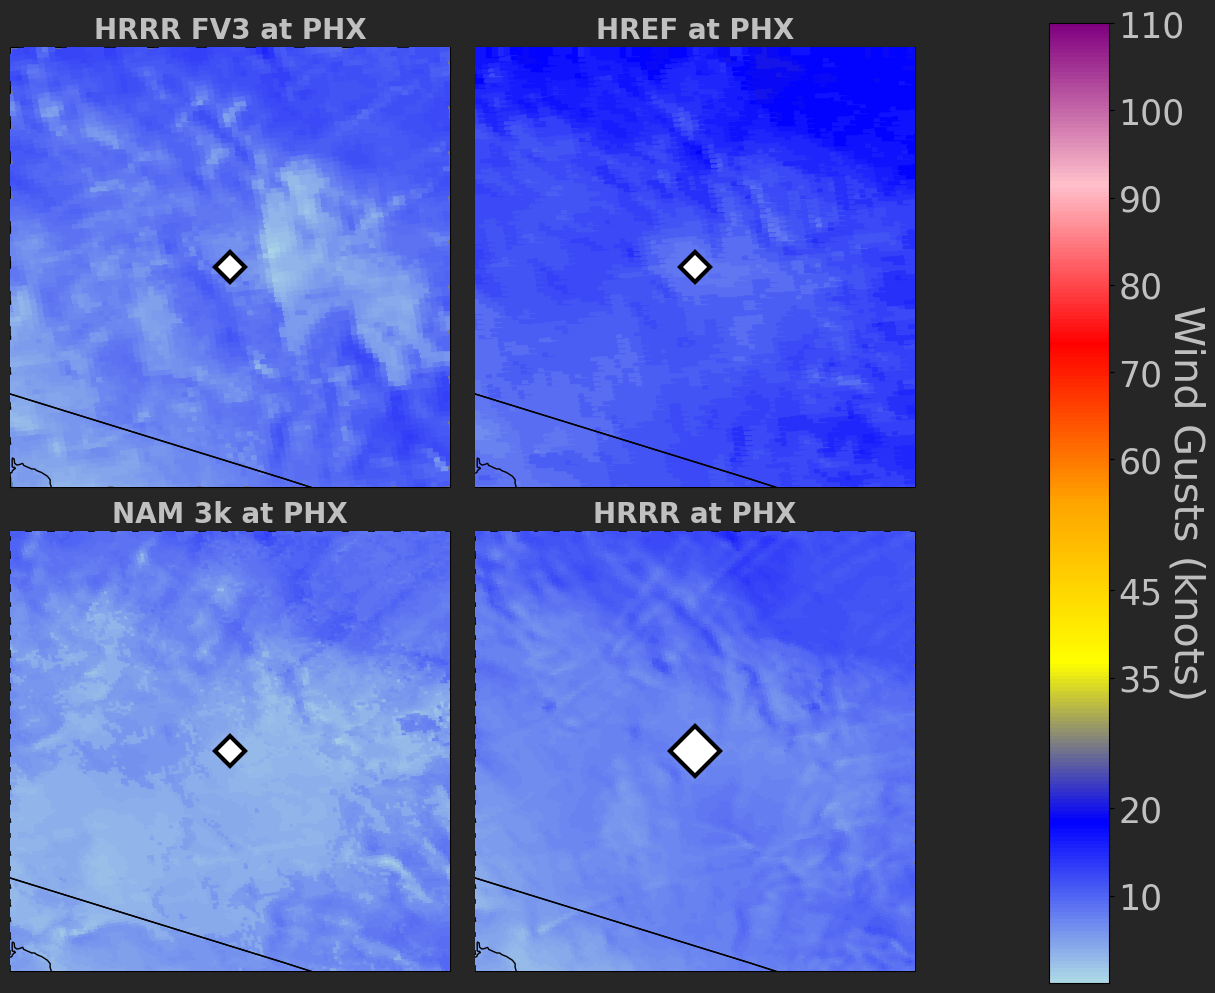 HRRR FV3 at PHX
HREF at PHX
NAM 3k at PHX
HRRR at PHX
110
100
90
80
70
60
45
35
20
10
Wind Gusts (knots)